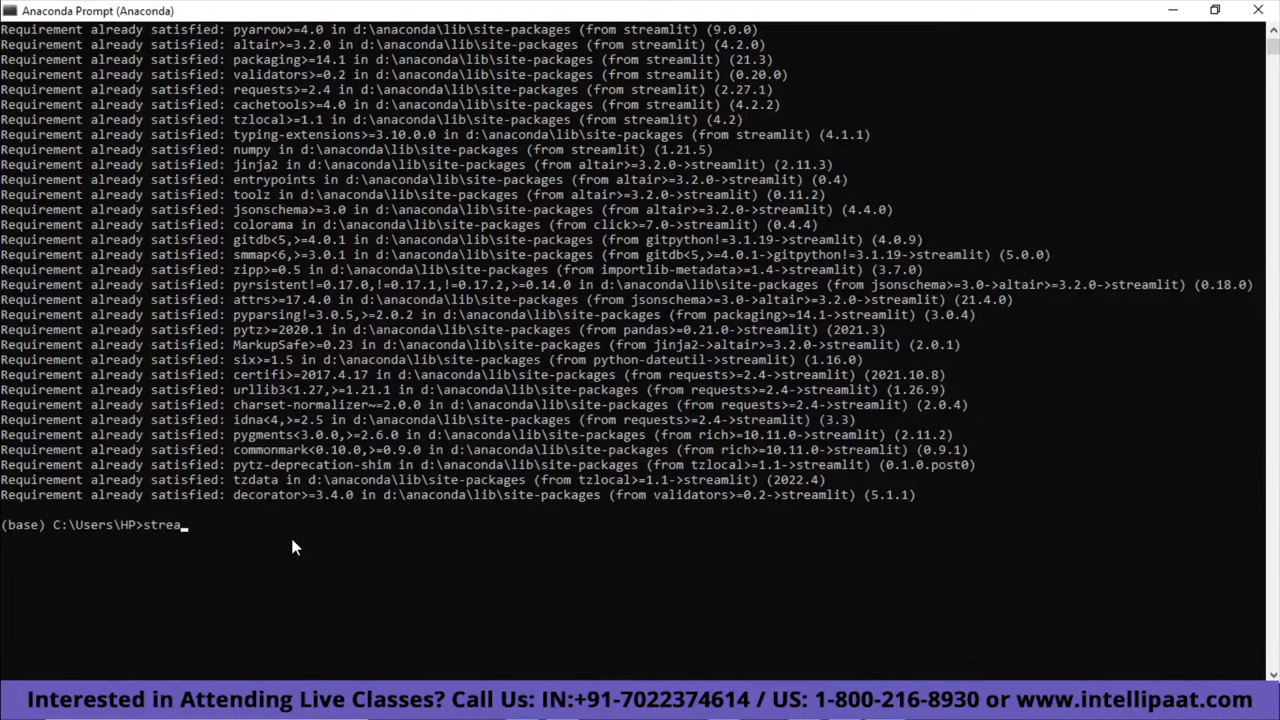 Anaconda Prompt (Anaconda)
Requirement already satisfied: pyarrow>=4.0 in d:\anaconda\lib\site-packages (from streamlit) (9.0.0)
Requirement already satisfied: altair>=3.2.0 in d:\anaconda\lib\site-packages (from streamlit) (4.2.0)
Requirement already satisfied: packaging>=14.1 in d:\anaconda\lib\site-packages (from streamlit) (21.3)
Requirement already satisfied: validators>=0.2 in d:\anaconda\lib\site-packages (from streamlit) (0.20.0)
Requirement already satisfied: requests>=2.4 in d:\anaconda\lib\site-packages (from streamlit) (2.27.1)
Requirement already satisfied: cachetools>=4.0 in d:\anaconda\lib\site-packages (from streamlit) (4.2.2)
Requirement already satisfied: tzlocal>=1.1 in d:\anaconda\lib\site-packages (from streamlit) (4.2)
Requirement already satisfied: typing-extensions>=3.10.0.0 in d:\anaconda\lib\site-packages (from streamlit) (4.1.1)
Requirement already satisfied: numpy in d:\anaconda\lib\site-packages (from streamlit) (1.21.5)
Requirement already satisfied: jinja2 in d:\anaconda\lib\site-packages (from altair>=3.2.0->streamlit) (2.11.3)
Requirement already satisfied: entrypoints in d:\anaconda\lib\site-packages (from altair>=3.2.0->streamlit) (0.4)
Requirement already satisfied: toolz in d:\anaconda\lib\site-packages (from altair>=3.2.0->streamlit) (0.11.2)
Requirement already satisfied: jsonschema>=3.0 in d:\anaconda\lib\site-packages (from altair>=3.2.0->streamlit) (4.4.0)
Requirement already satisfied: colorama in d:\anaconda\lib\site-packages (from click>=7.0->streamlit) (0.4.4)
Requirement already satisfied: gitdb<5,>=4.0.1 in d:\anaconda\lib\site-packages (from gitpython!=3.1.19->streamlit) (4.0.9)
Requirement already satisfied: smmap<6,>=3.0.1 in d:\anaconda\lib\site-packages (from gitdb<5,>=4.0.1->gitpython!=3.1.19->streamlit) (5.0.0)
Requirement already satisfied: zipp>=0.5 in d:\anaconda\lib\site-packages (from importlib-metadata>=1.4->streamlit) (3.7.0)
Requirement already satisfied: pyrsistent!=0.17.0,!=0.17.1,!=0.17.2,>=0.14.0 in d:\anaconda\lib\site-packages (from jsonschema>=3.0->altair>=3.2.0->streamlit) (0.18.0)
Requirement already satisfied: attrs>=17.4.0 in d:\anaconda\lib\site-packages (from jsonschema>=3.0->altair>=3.2.0->streamlit) (21.4.0)
Requirement already satisfied: pyparsing!=3.0.5,>=2.0.2 in d:\anaconda\lib\site-packages (from packaging>=14.1->streamlit) (3.0.4)
Requirement already satisfied: pytz>=2020.1 in d:\anaconda\lib\site-packages (from pandas>=0.21.0->streamlit) (2021.3)
Requirement already satisfied: MarkupSafe>=0.23 in d:\anaconda\lib\site-packages (from jinja2->altair>=3.2.0->streamlit) (2.0.1)
Requirement already satisfied: six>=1.5 in d:\anaconda\lib\site-packages (from python-dateutil->streamlit) (1.16.0)
Requirement already satisfied: certifi>=2017.4.17 in d:\anaconda\lib\site-packages (from requests>=2.4->streamlit) (2021.10.8)
Requirement already satisfied: urllib3<1.27,>=1.21.1 in d:\anaconda\lib\site-packages (from requests>=2.4->streamlit) (1.26.9)
Requirement already satisfied: charset-normalizer~=2.0.0 in d:\anaconda\lib\site-packages (from requests>=2.4->streamlit) (2.0.4)
Requirement already satisfied: idna<4,>=2.5 in d:\anaconda\lib\site-packages (from requests>=2.4->streamlit) (3.3)
Requirement already satisfied: pygments<3.0.0,>=2.6.0 in d:\anaconda\lib\site-packages (from rich>=10.11.0->streamlit) (2.11.2)
Requirement already satisfied: commonmark<0.10.0,>=0.9.0 in d:\anaconda\lib\site-packages (from rich>=10.11.0->streamlit) (0.9.1)
Requirement already satisfied: pytz-deprecation-shim in d:\anaconda\lib\site-packages (from tzlocal>=1.1->streamlit) (0.1.0.post0)
Requirement already satisfied: tzdata in d:\anaconda\lib\site-packages (from tzlocal>=1.1->streamlit) (2022.4)
Requirement already satisfied: decorator>=3.4.0 in d:\anaconda\lib\site-packages (from validators>=0.2->streamlit) (5.1.1)
(base) C:\Users\HP>strea_
Interested in Attending Live Classes? Call Us: IN:+91-7022374614 / US: 1-800-216-8930 or www.intellipaat.com